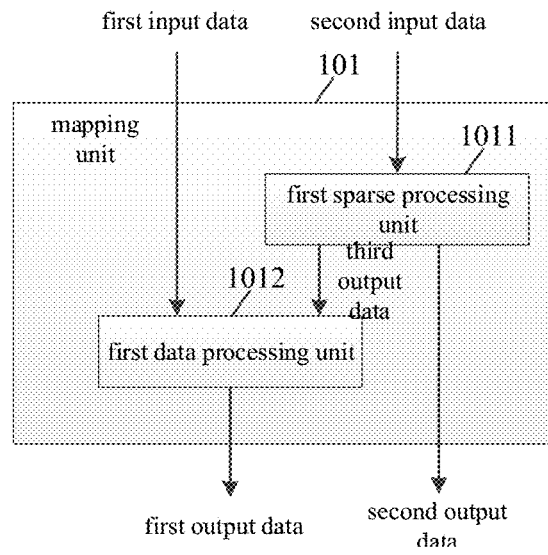 first input data
second input data
101
mapping
unit
1011
first sparse processing
unit
third
output
data
1012
first data processing unit
first output data
second output
data